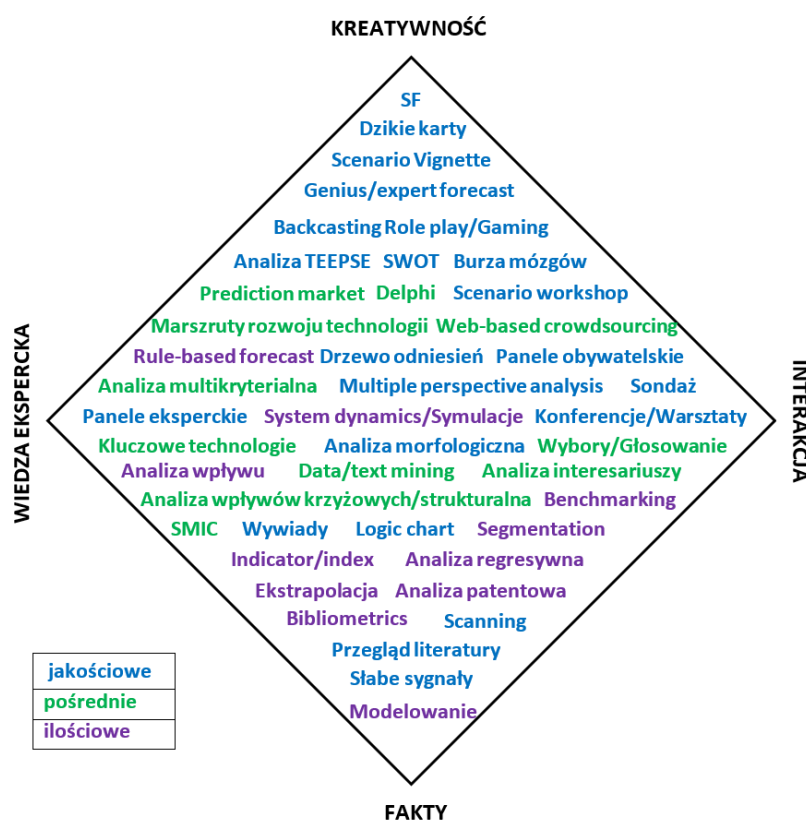 KREATYWNOŚĆ
SF
Dzikie karty
Scenario Vignette
Genius/expert forecast
Backcasting Role play/Gaming
Analiza TEEPSE SWOT Burza mózgów
Prediction market Delphi Scenario workshop
Marszruty rozwoju technologii Web-based crowdsourcing
Rule-based forecast Drzewo odniesień Panele obywatelskie
Analiza multikryterialna Multiple perspective analysis Sondaż
Panele eksperckie System dynamics/Symulacje Konferencje/Warsztaty
Kluczowe technologie Analiza morfologiczna Wybory/Głosowanie
Analiza wpływu Data/text mining Analiza interesariuszy
Analiza wpływów krzyżowych/strukturalna Benchmarking
SMIC Wywiady Logic chart Segmentation
Indicator/index Analiza regresywna
Ekstrapolacja Analiza patentowa
Bibliometrics Scanning
Przegląd literatury
Słabe sygnały
Modelowanie
WIEDZA EKSPERCKA
INTERAKCJA
jakościowe
pośrednie
ilościowe
FAKTY